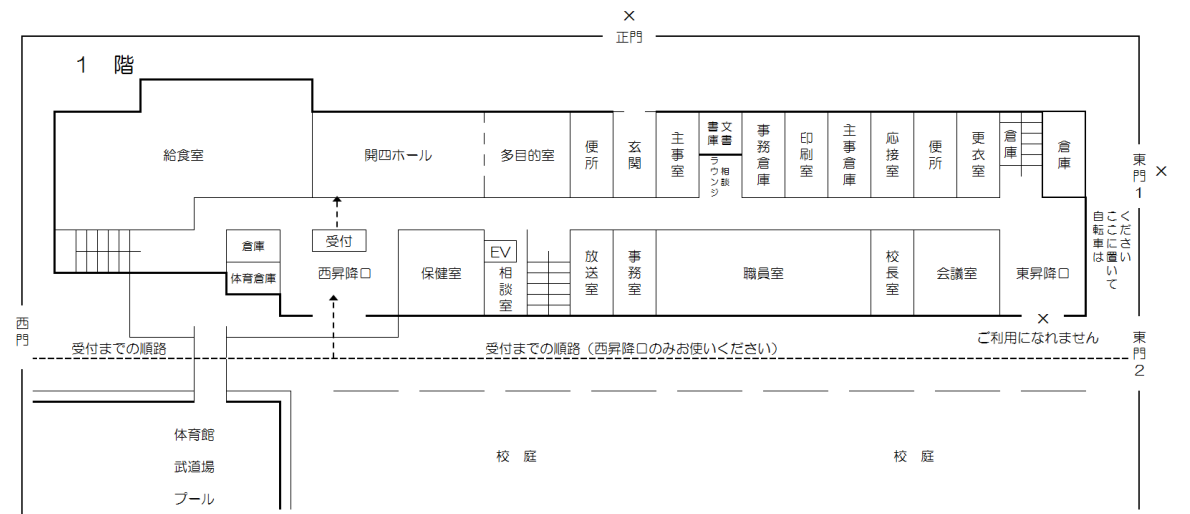 ×
正門
1 階
給食室
開四ホール
多目的室
便所
玄関
主事室
文書
書庫
相談
ラウンジ
事務倉庫
印刷室
主事倉庫
応接室
便所
更衣室
倉庫
倉庫
東門1
×
自転車は
ここに置いて
ください
倉庫
体育倉庫
受付
西昇降口
保健室
EV
相談室
放送室
事務室
職員室
校長室
会議室
東昇降口
×
ご利用になれません
西門
受付までの順路
受付までの順路(西昇降口のみお使いください)
東門2
体育館
武道場
プール
校 庭
校 庭